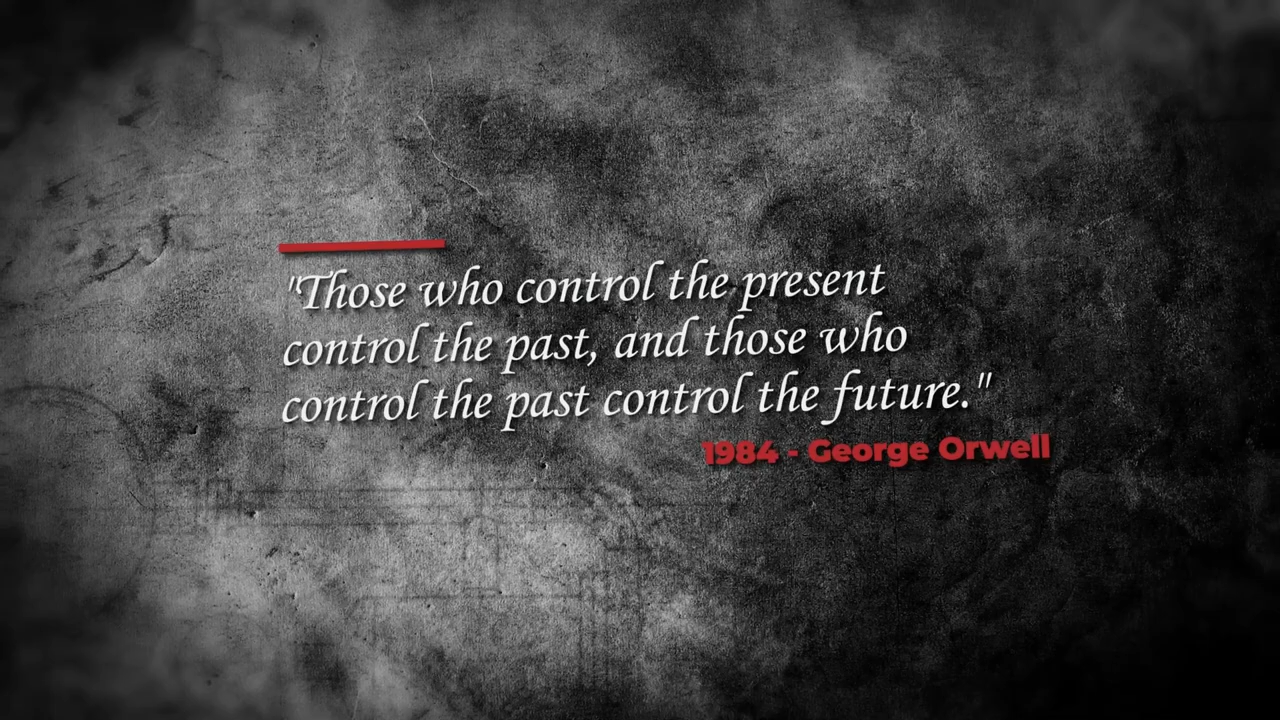 "Those who control the present
control the past, and those who
control the past control the future."
1984 - George Orwell